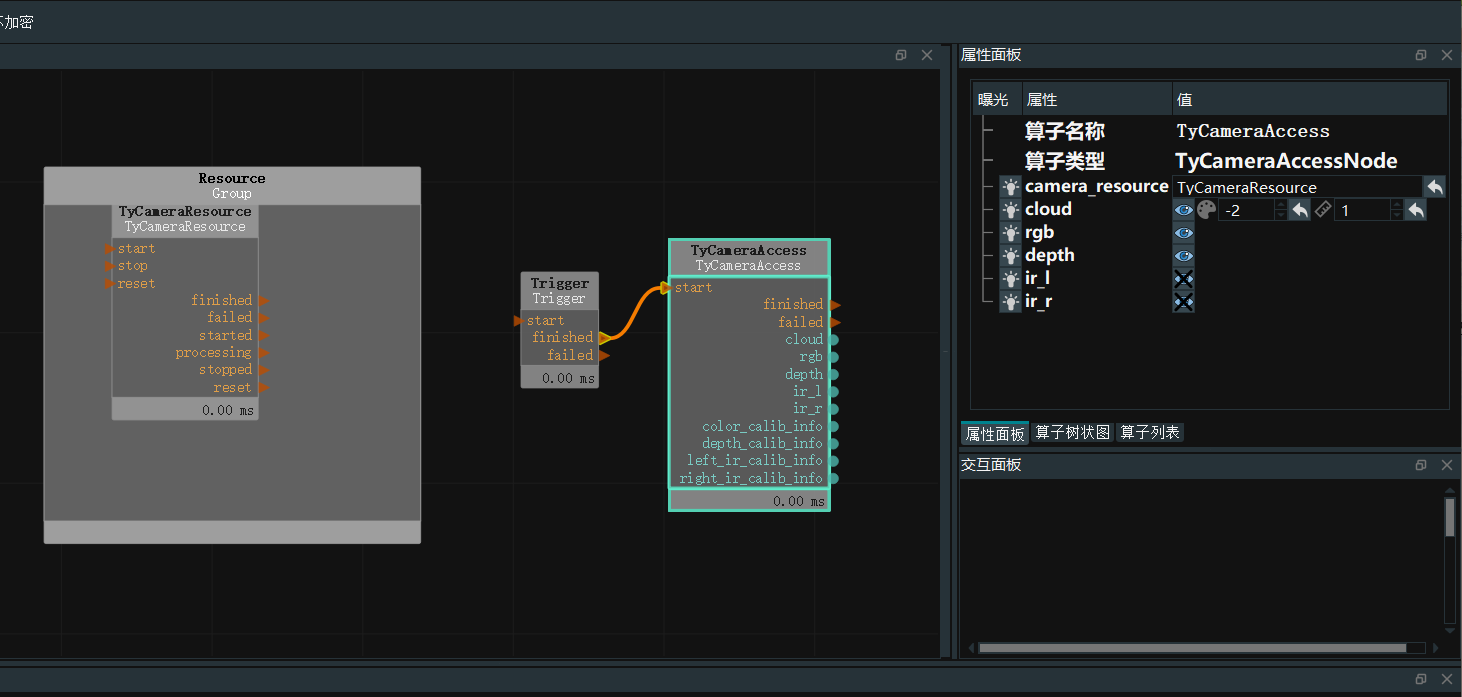 加密
属性面板
曝光 属性 值
算子名称 TyCameraAccess
算子类型 TyCameraAccessNode
camera_resource TyCameraResource
cloud -2 1
rgb
depth
ir_l
ir_r
Resource
Group
TyCameraResource
TyCameraResource
start
stop
reset
finished
failed
started
processing
stopped
reset
0.00 ms
Trigger
Trigger
start
finished
failed
0.00 ms
TyCameraAccess
TyCameraAccess
start
finished
failed
cloud
rgb
depth
ir_l
ir_r
color_calib_info
depth_calib_info
left_ir_calib_info
right_ir_calib_info
0.00 ms
属性面板 算子树状图 算子列表
交互面板